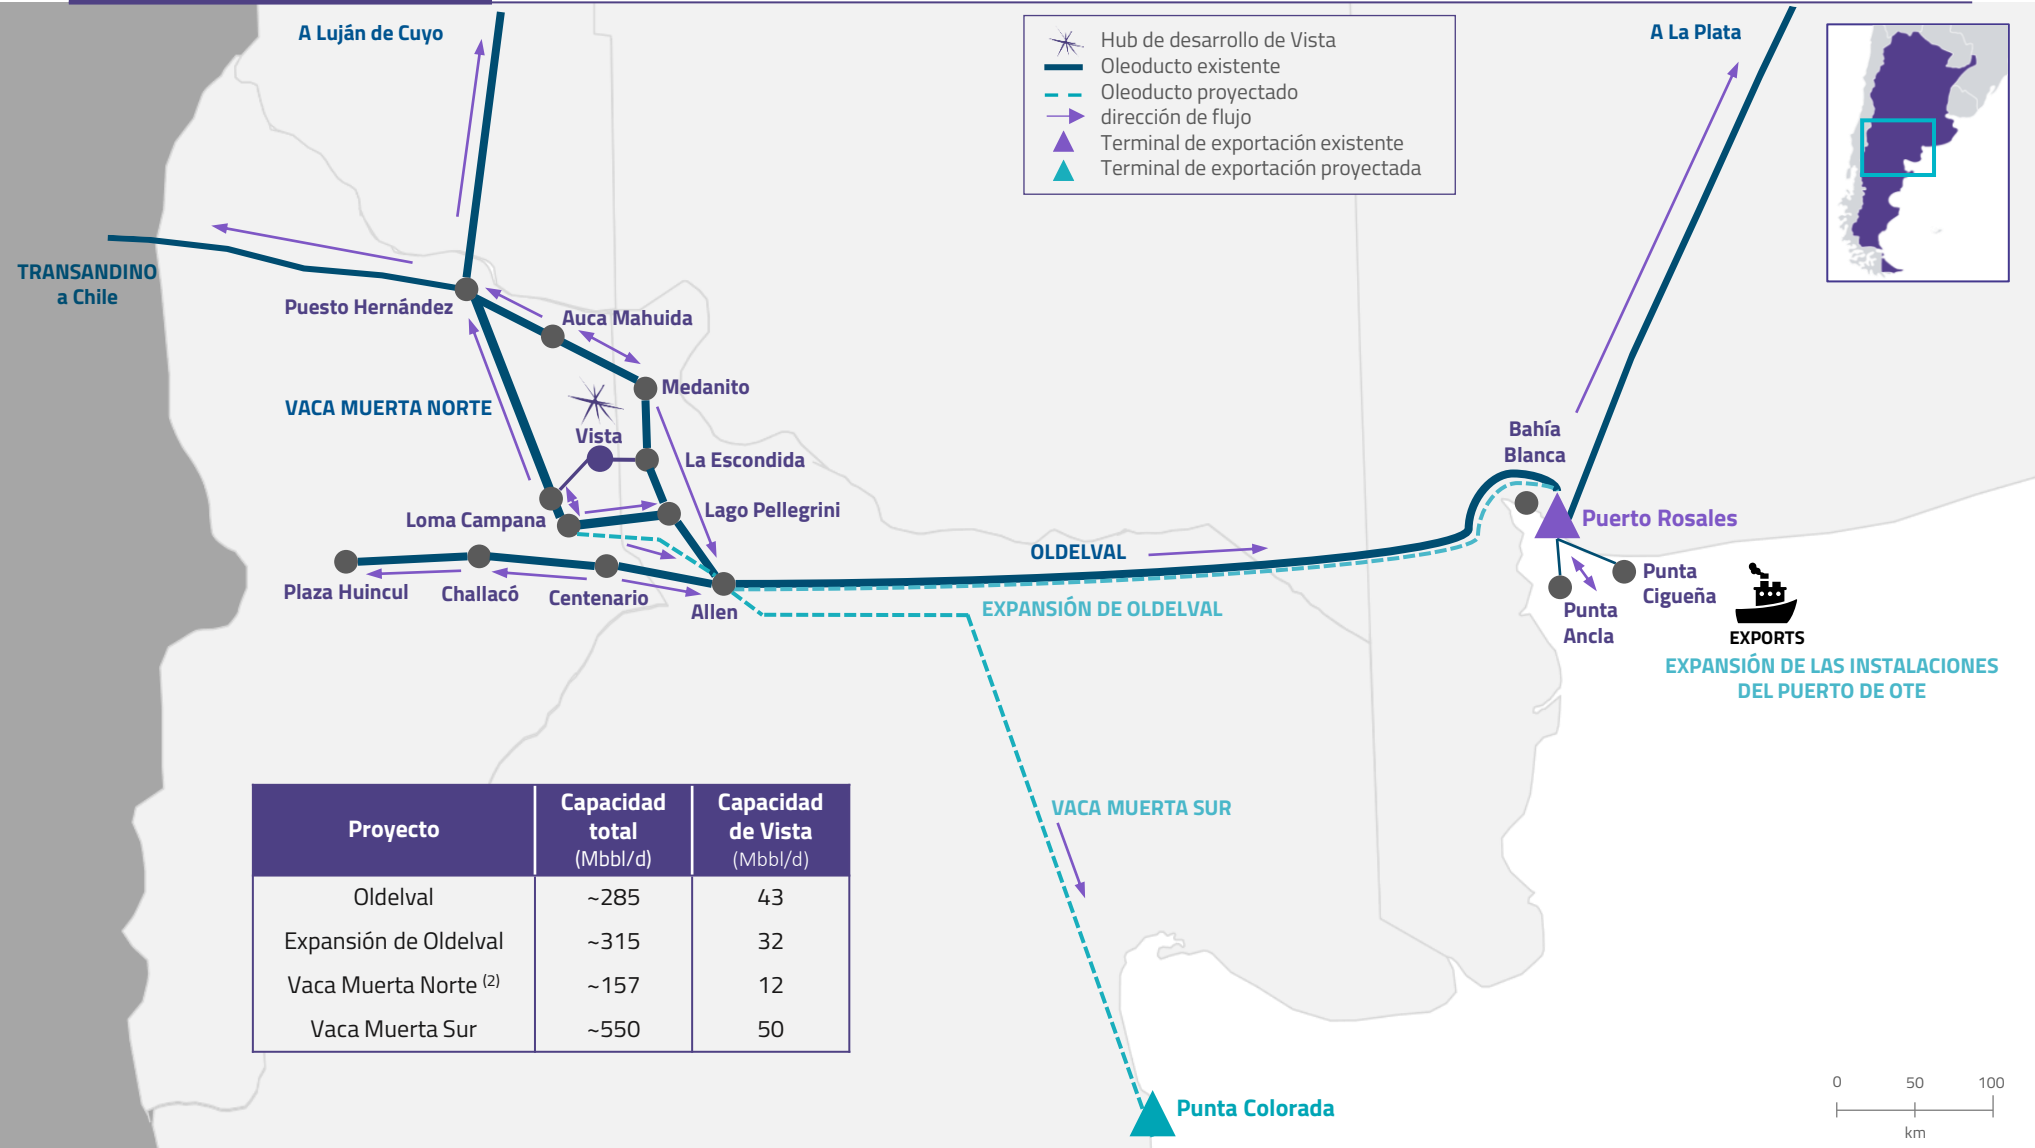 A Luján de Cuyo
A La Plata
Hub de desarrollo de Vista
Oleoducto existente
Oleoducto proyectado
dirección de flujo
Terminal de exportación existente
Terminal de exportación proyectada
TRANSANDINO
a Chile
Puesto Hernández
Auca Mahuida
Medanito
VACA MUERTA NORTE
Vista
La Escondida
Lago Pellegrini
Loma Campana
Plaza Huincul
Challacó
Centenario
Allen
OLDELVAL
EXPANSIÓN DE OLDELVAL
Bahía
Blanca
Puerto Rosales
Punta
Cigueña
Punta
Ancla
EXPORTS
EXPANSIÓN DE LAS INSTALACIONES
DEL PUERTO DE OTE
VACA MUERTA SUR
Proyecto
Capacidad
total
(Mbbl/d)
Capacidad
de Vista
(Mbbl/d)
Oldelval ~285 43
Expansión de Oldelval ~315 32
Vaca Muerta Norte (2) ~157 12
Vaca Muerta Sur ~550 50
Punta Colorada
0 50 100
km